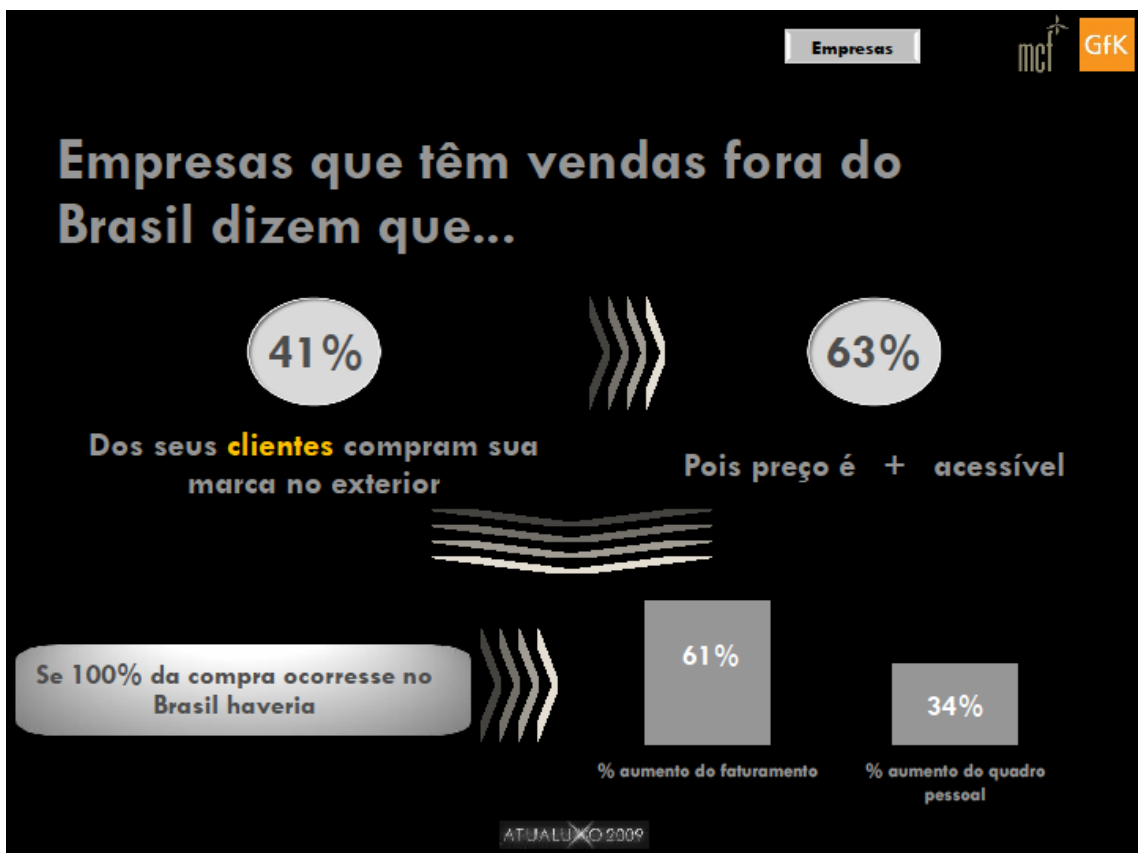 Empresas
mcf
GfK
Empresas que têm vendas fora do
Brasil dizem que...
41%
63%
Dos seus clientes compram sua
marca no exterior
Pois preço é + acessível
Se 100% da compra ocorresse no
Brasil haveria
61%
34%
% aumento do faturamento
% aumento do quadro
pessoal
ATUALUXO 2009